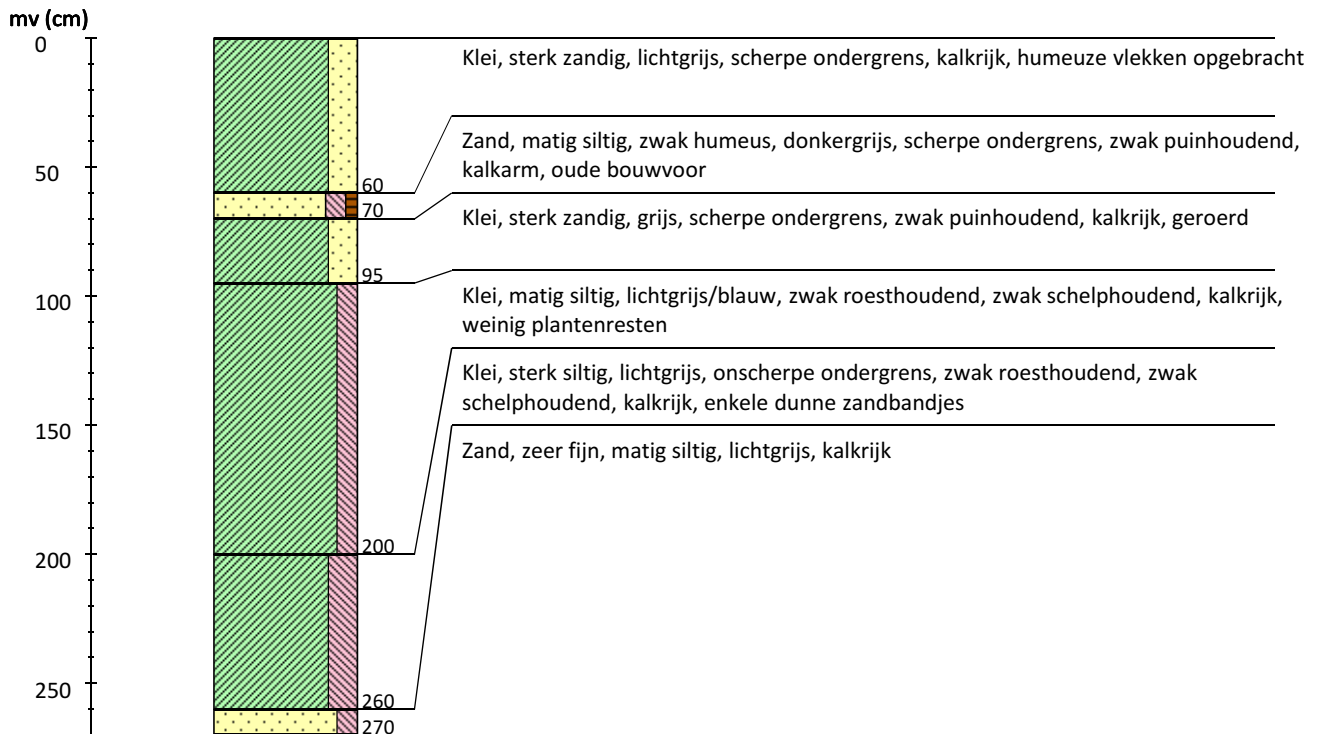 mv (cm)
0
Klei, sterk zandig, lichtgrijs, scherpe ondergrens, kalkrijk, humeuze vlekken opgebracht
Zand, matig siltig, zwak humeus, donkergrijs, scherpe ondergrens, zwak puinhoudend,
kalkarm, oude bouwvoor
50
60
70
Klei, sterk zandig, grijs, scherpe ondergrens, zwak puinhoudend, kalkrijk, geroerd
95
100
Klei, matig siltig, lichtgrijs/blauw, zwak roesthoudend, zwak schelphoudend, kalkrijk,
weinig plantenresten
Klei, sterk siltig, lichtgrijs, onscherpe ondergrens, zwak roesthoudend, zwak
schelphoudend, kalkrijk, enkele dunne zandbandjes
150
Zand, zeer fijn, matig siltig, lichtgrijs, kalkrijk
200
200
250
260
270